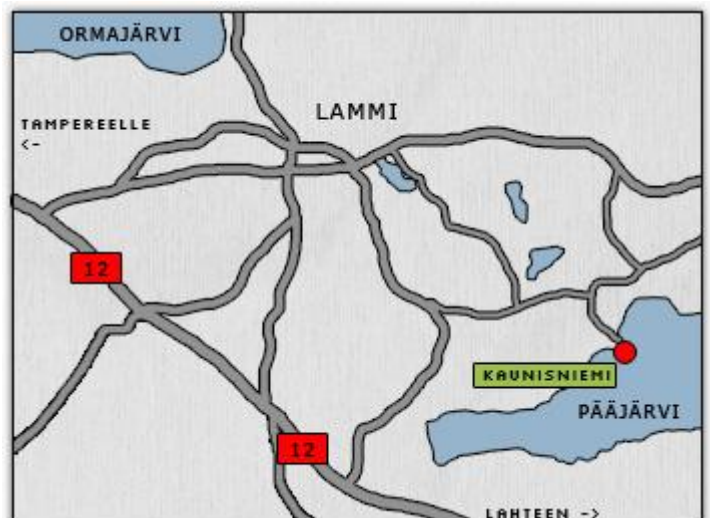 ORMAJÄRVI
LAMMI
TAMPEREELLE
<-
12
KAUNISNIEMI
PÄÄJÄRVI
12
LAHTEEN ->